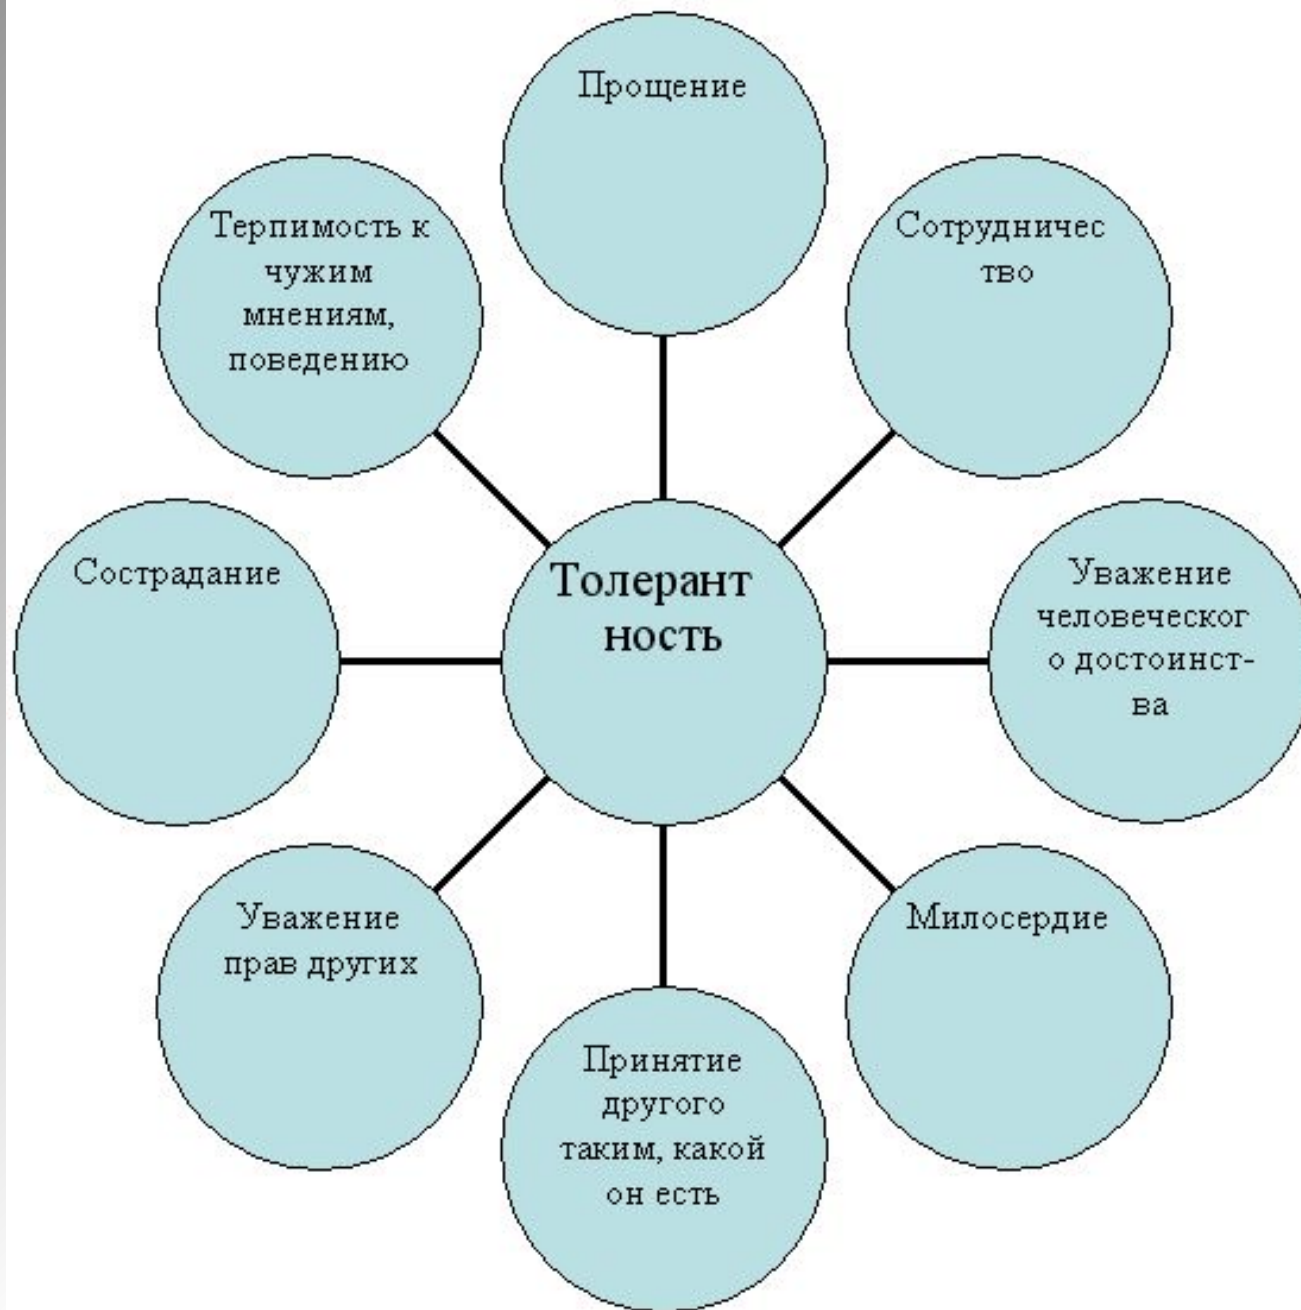 Прощение
Терпимость к
чужим
мнениям,
поведению
Сотрудничес
тво
Сострадание
Толерант
ность
Уважение
человеческог
о достоинст-
ва
Уважение
прав других
Милосердие
Принятие
другого
таким, какой
он есть